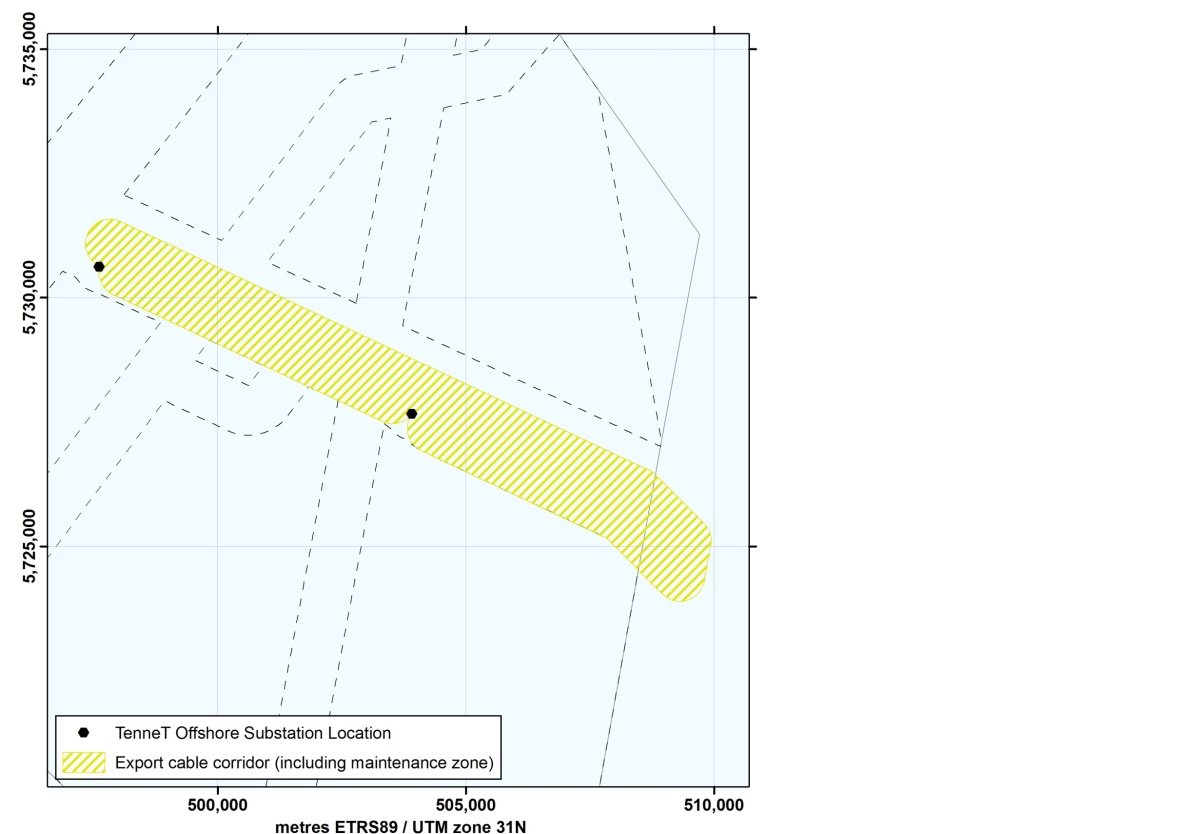 5,735,000
5,730,000
5,725,000
TenneT Offshore Substation Location
Export cable corridor (including maintenance zone)
500,000
505,000
510,000
metres ETRS89 / UTM zone 31N